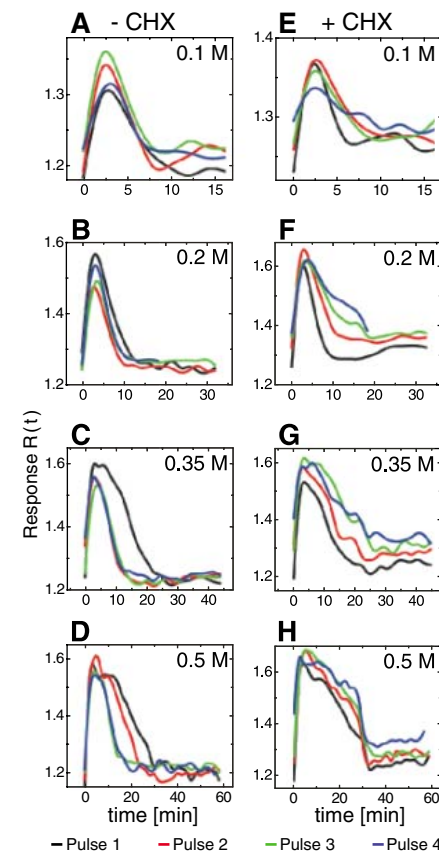 A - CHX
E + CHX
0.1 M
0.1 M
1.3
1.2
0 5 10 15
1.4
1.3
0 5 10 15
B
F
0.2 M
0.2 M
1.6
1.4
1.2
0 10 20 30
1.6
1.4
1.2
0 10 20 30
C
G
0.35 M
0.35 M
1.6
1.4
1.2
0 10 20 30 40
1.6
1.4
1.2
0 10 20 30 40
D
H
0.5 M
0.5 M
1.6
1.4
1.2
0 20 40 60
1.6
1.4
1.2
0 20 40 60
Response R(t)
time [min]
time [min]
Pulse 1
Pulse 2
Pulse 3
Pulse 4